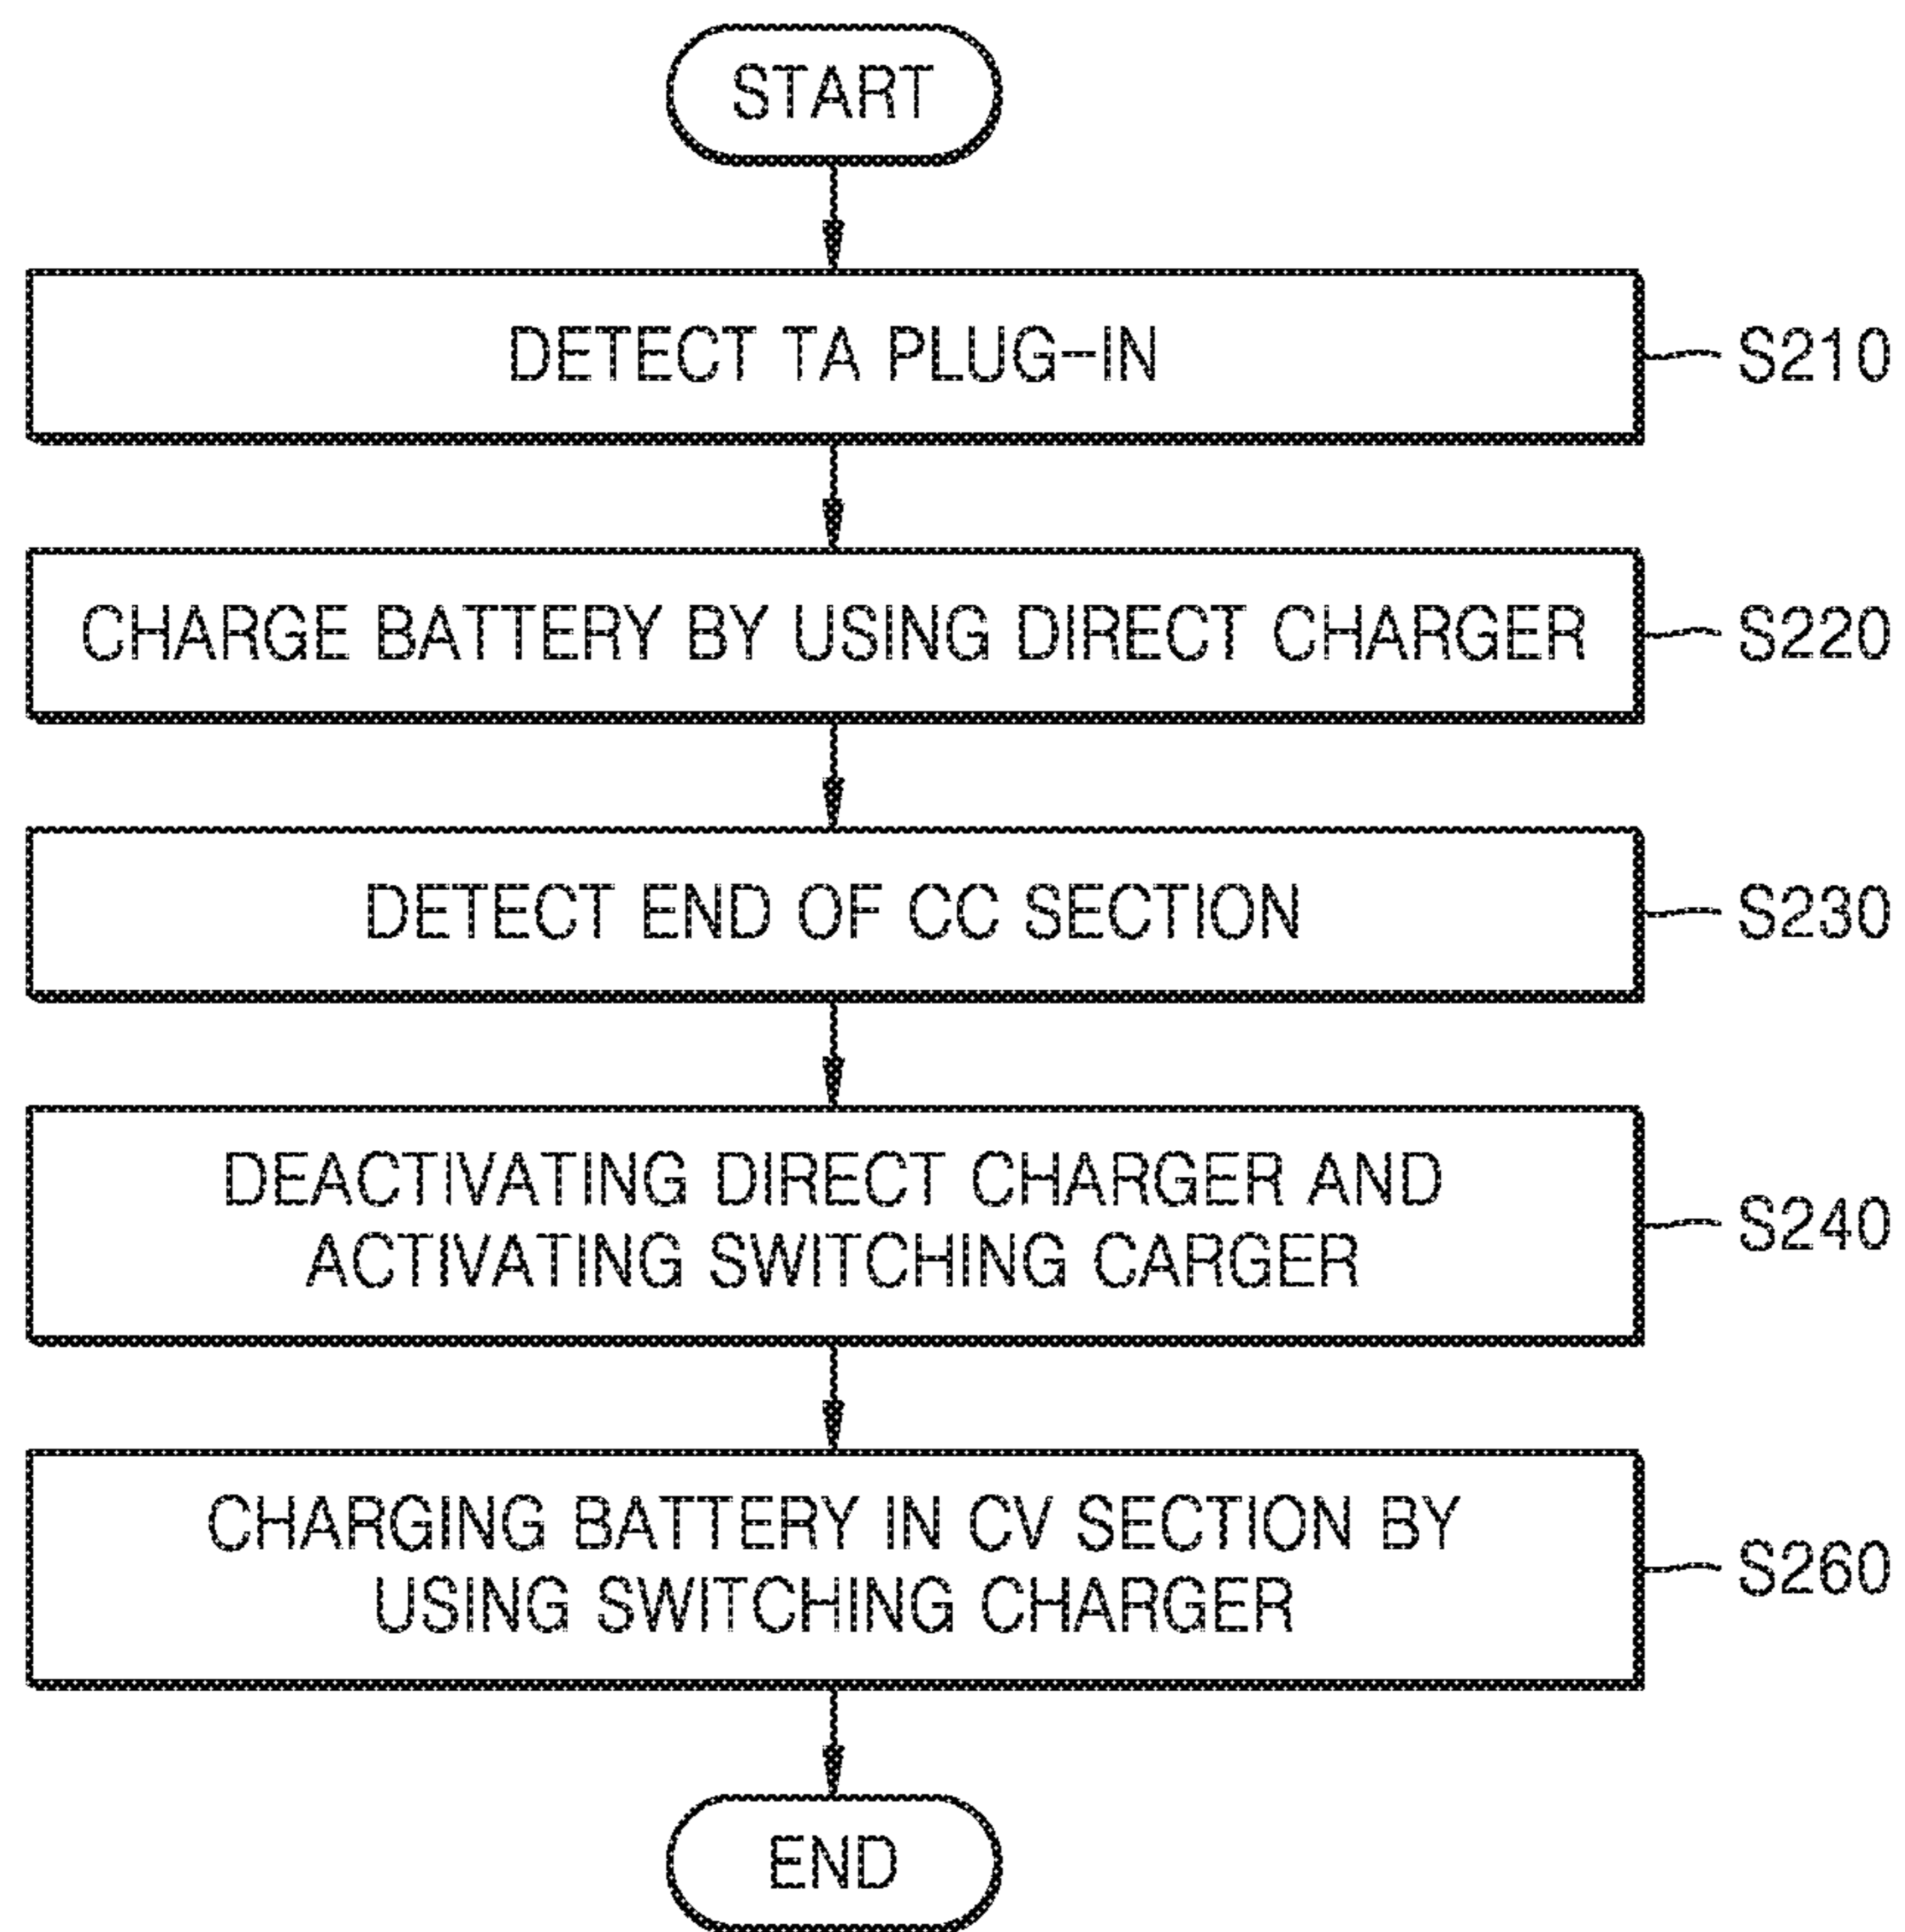 START
DETECT TA PLUG-IN
S210
CHARGE BATTERY BY USING DIRECT CHARGER
S220
DETECT END OF CC SECTION
S230
DEACTIVATING DIRECT CHARGER AND
ACTIVATING SWITCHING CARGER
S240
CHARGING BATTERY IN CV SECTION BY
USING SWITCHING CHARGER
S260
END